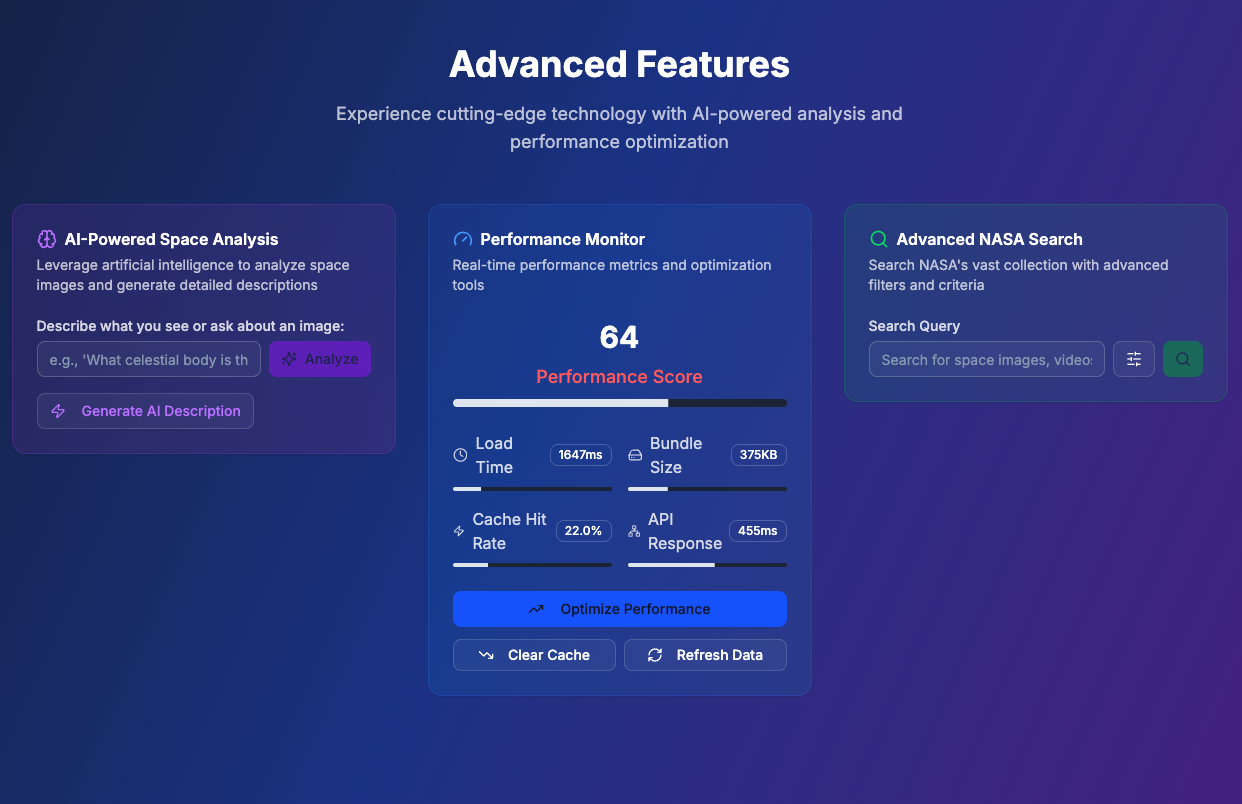 Advanced Features
Experience cutting-edge technology with AI-powered analysis and
performance optimization
AI-Powered Space Analysis
Leverage artificial intelligence to analyze space
images and generate detailed descriptions
Describe what you see or ask about an image:
e.g., 'What celestial body is th
Analyze
Generate AI Description
Performance Monitor
Real-time performance metrics and optimization
tools
64
Performance Score
Load
Time
1647ms
Bundle
Size
375KB
Cache Hit
Rate
22.0%
API
Response
455ms
Optimize Performance
Clear Cache
Refresh Data
Advanced NASA Search
Search NASA's vast collection with advanced
filters and criteria
Search Query
Search for space images, videos